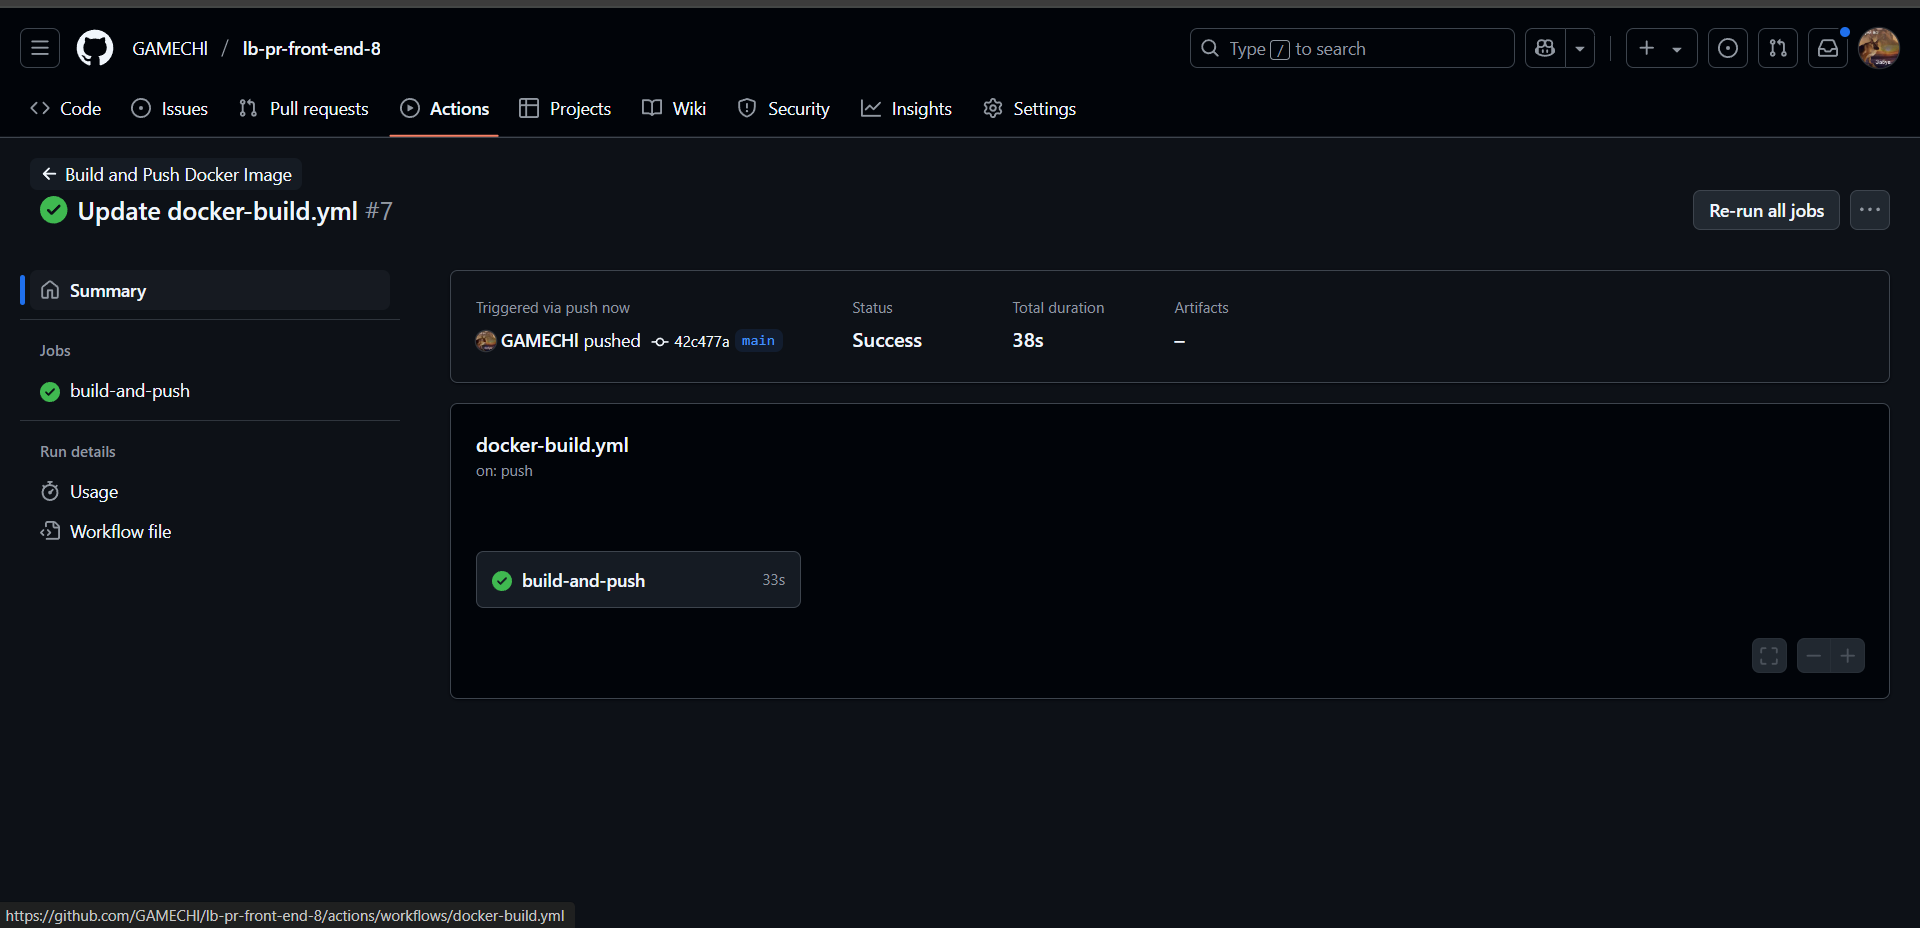 GAMECHI / lb-pr-front-end-8
Type / to search
Code Issues Pull requests Actions Projects Wiki Security Insights Settings
Build and Push Docker Image
Update docker-build.yml #7
Re-run all jobs
Summary
Jobs
build-and-push
Run details
Usage
Workflow file
Triggered via push now
GAMECHI pushed 42c477a main
Status
Success
Total duration
38s
Artifacts
–
docker-build.yml
on: push
build-and-push 33s
https://github.com/GAMECHI/lb-pr-front-end-8/actions/workflows/docker-build.yml